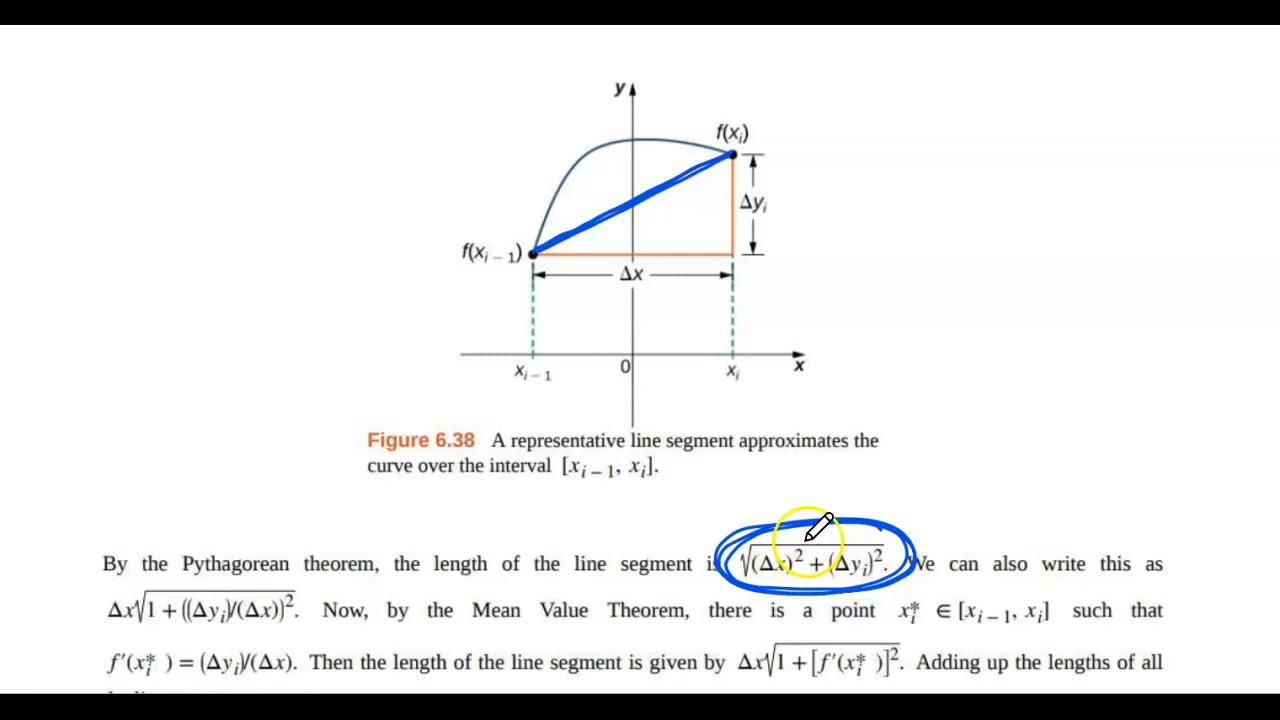 y
f(xᵢ)
Δyᵢ
f(xᵢ₋₁)
Δx
xᵢ₋₁ 0 xᵢ x
Figure 6.38 A representative line segment approximates the
curve over the interval [xᵢ₋₁, xᵢ].
By the Pythagorean theorem, the length of the line segment is √((Δx)² + (Δyᵢ)²). We can also write this as
Δx√(1 + ((Δyᵢ)/(Δx))²). Now, by the Mean Value Theorem, there is a point xᵢ* ∈ [xᵢ₋₁, xᵢ] such that
f′(xᵢ*) = (Δyᵢ)/(Δx). Then the length of the line segment is given by Δx√(1 + [f′(xᵢ*)]²). Adding up the lengths of all